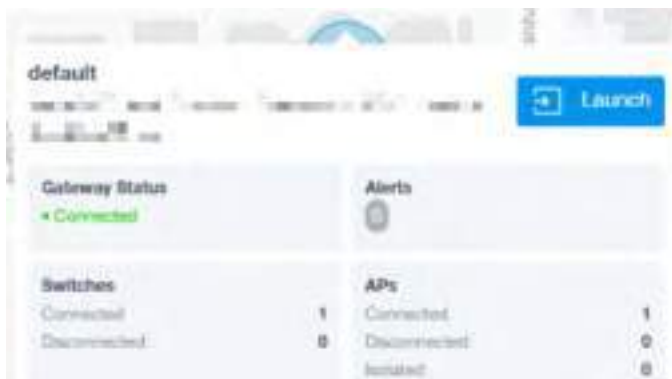 default
Launch
Gateway Status
Alerts
• Connected
0
Switches
APs
Connected 1
Connected 1
Disconnected 0
Disconnected 0
Isolated 0